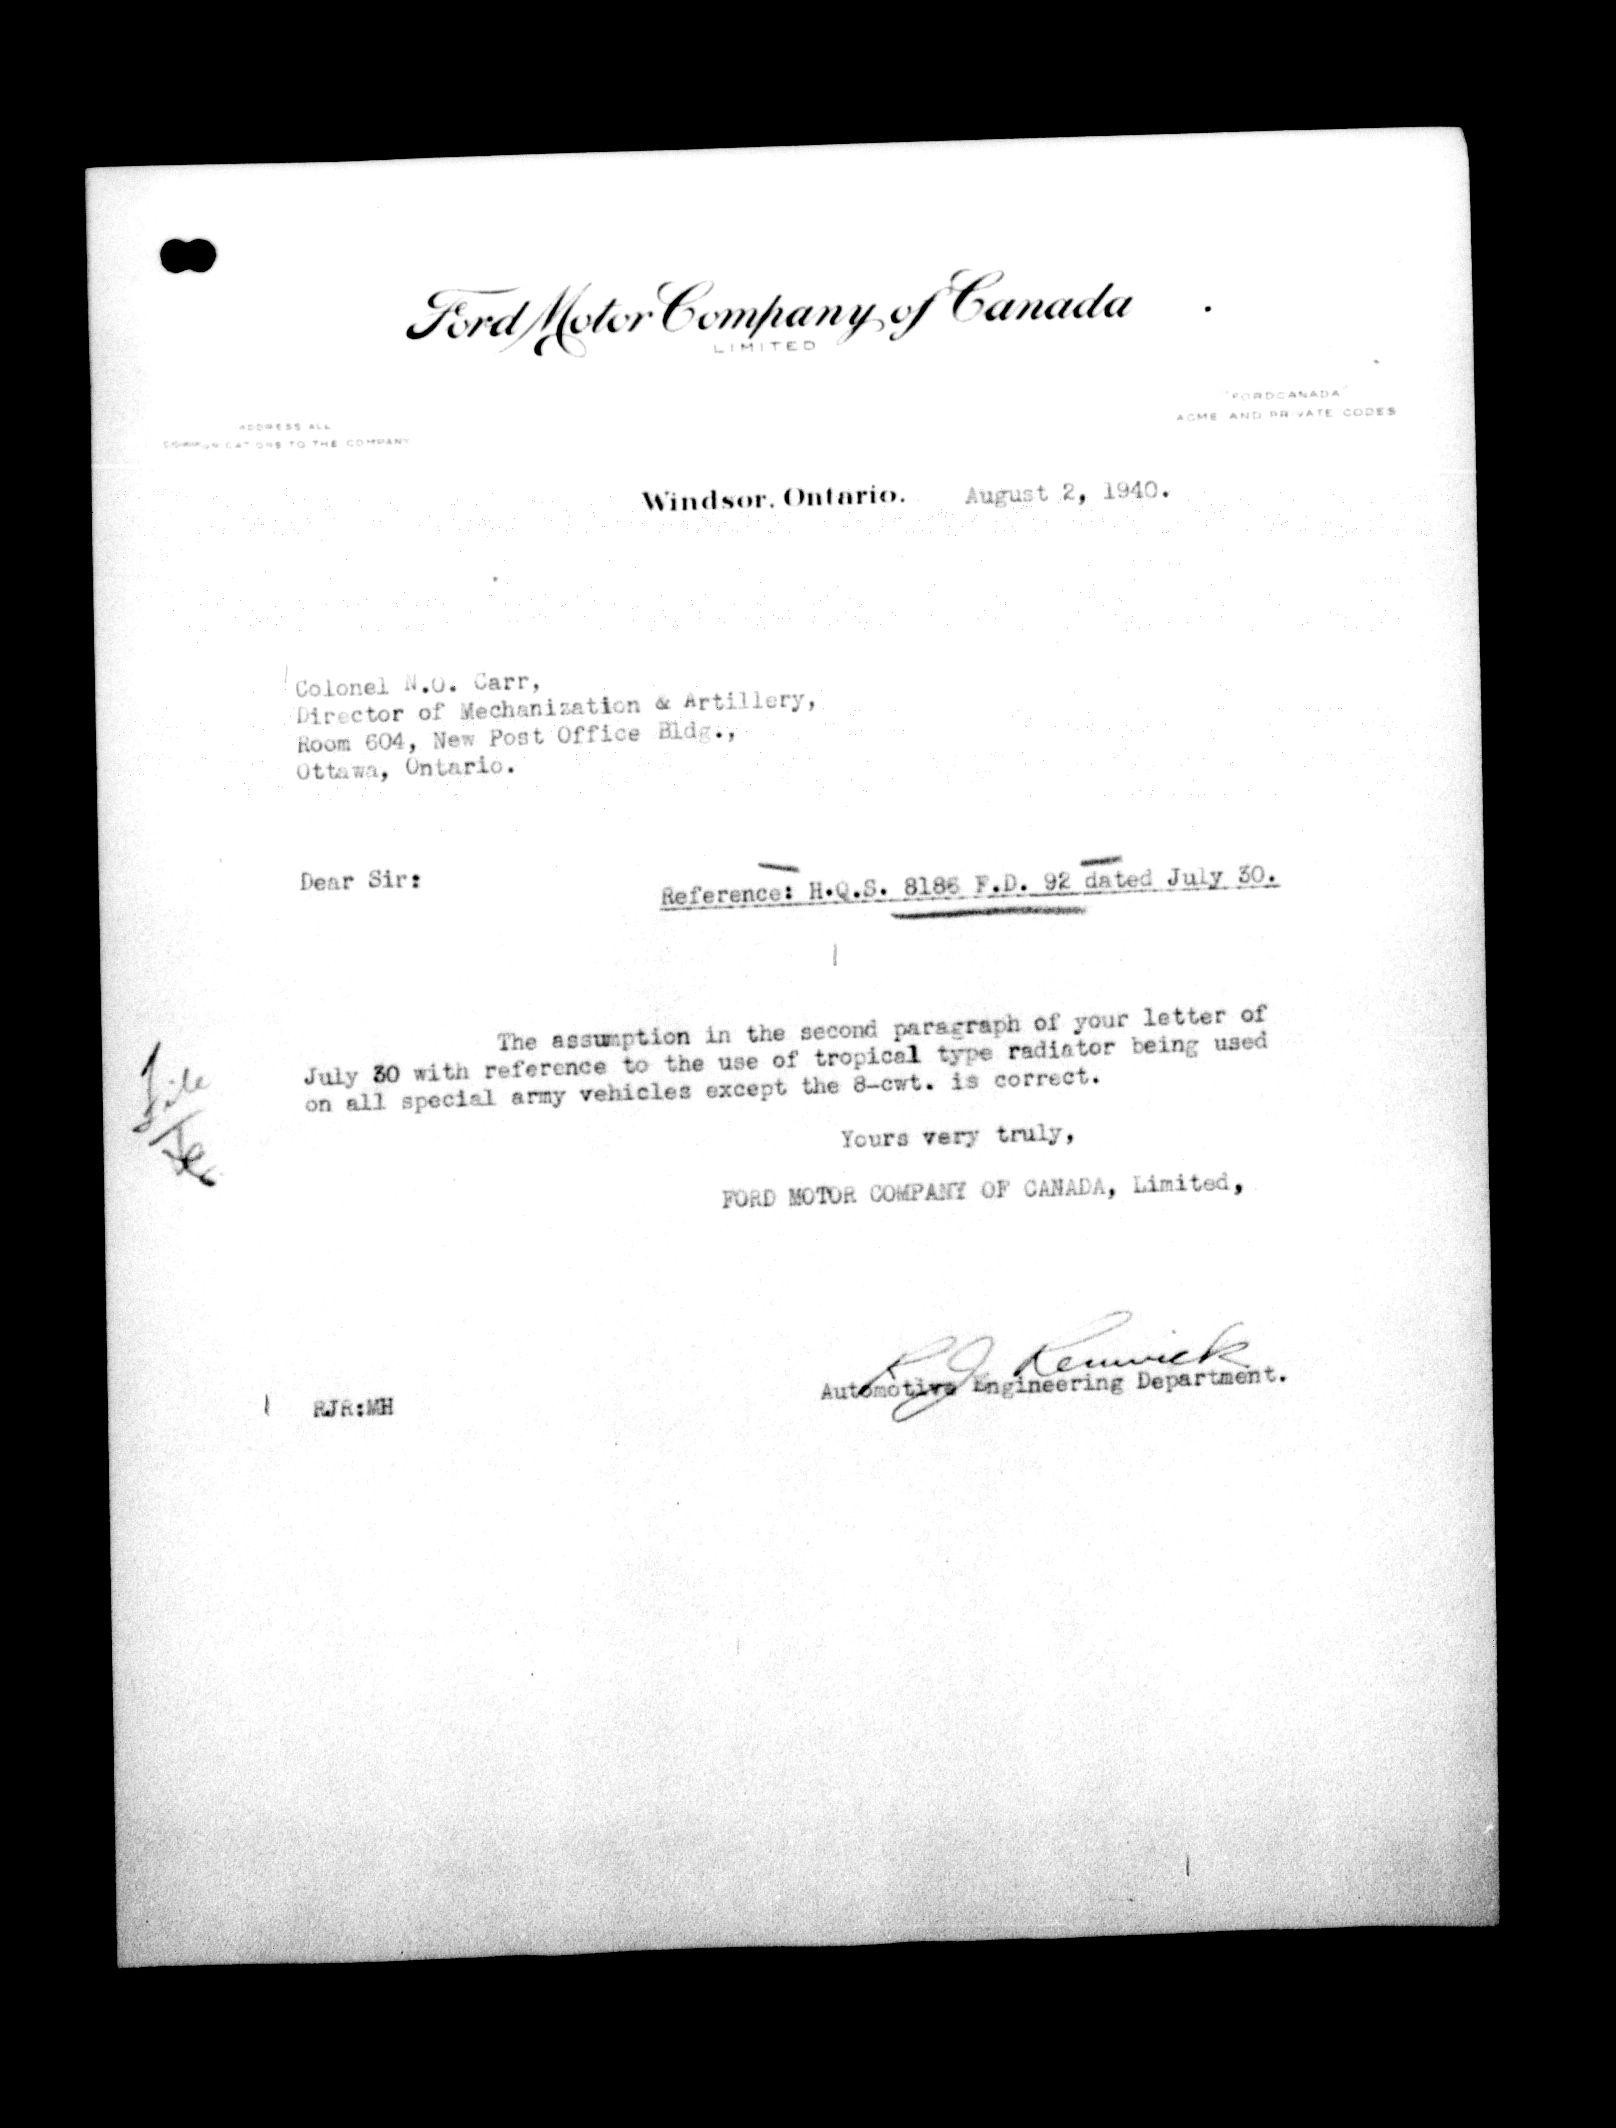 Ford Motor Company of Canada
LIMITED
"FORDCANADA"
ACME AND PRIVATE CODES
ADDRESS ALL
COMMUNICATIONS TO THE COMPANY
Windsor, Ontario. August 2, 1940.
Colonel N.O. Carr,
Director of Mechanization & Artillery,
Room 604, New Post Office Bldg.,
Ottawa, Ontario.
Dear Sir:
Reference: H.Q.S. 8186 F.D. 92 dated July 30.
The assumption in the second paragraph of your letter of
July 30 with reference to the use of tropical type radiator being used
on all special army vehicles except the 8-cwt. is correct.
file
Yours very truly,
FORD MOTOR COMPANY OF CANADA, Limited,
R J Renwick
Automotive Engineering Department.
RJR:MH